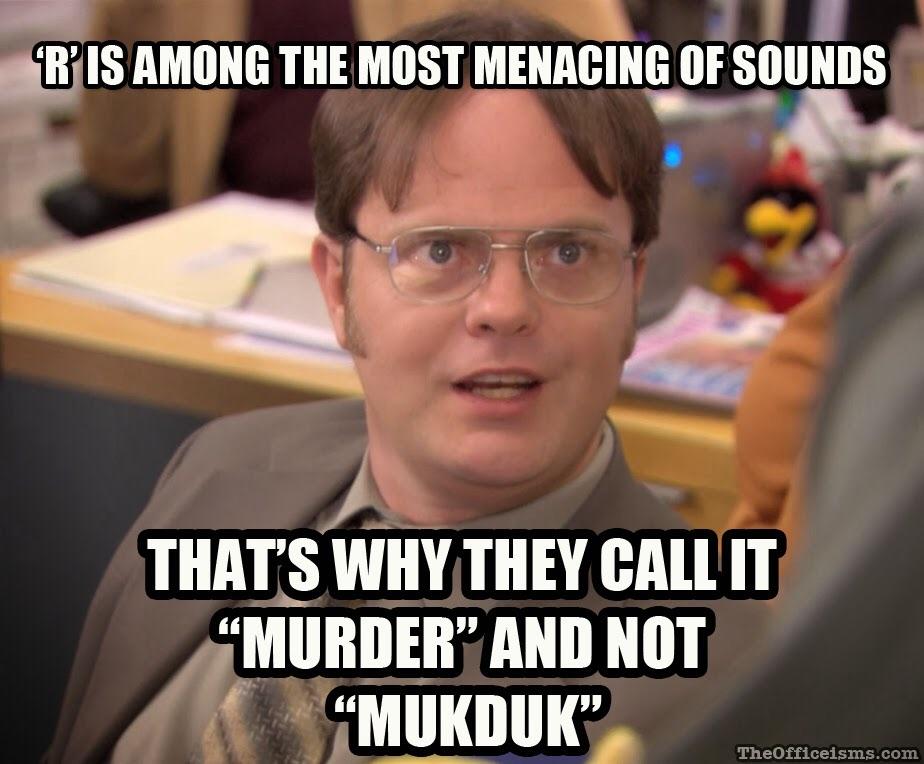 ‘R’ IS AMONG THE MOST MENACING OF SOUNDS
THAT’S WHY THEY CALL IT
“MURDER” AND NOT
“MUKDUK”
TheOfficeisms.com